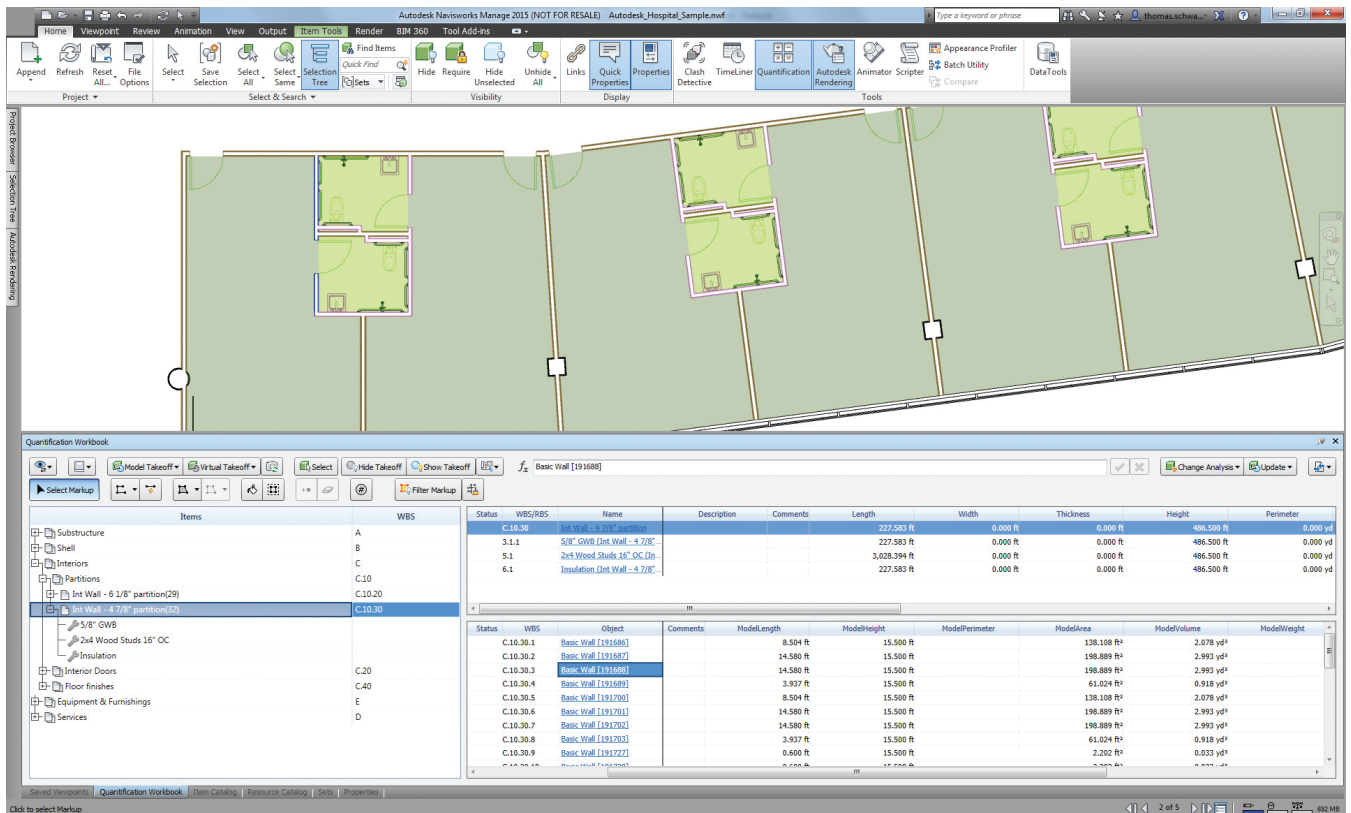 Autodesk Navisworks Manage 2015 (NOT FOR RESALE) Autodesk_Hospital_Sample.nwf
Type a keyword or phrase
thomas.schwa...
Home Viewpoint Review Animation View Output Item Tools Render BIM 360 Tool Add-ins
Append Refresh Reset All... File Options
Select Save Selection Select All Select Same Selection Tree
Find Items
Quick Find
Sets
Hide Require Hide Unselected Unhide All
Links Quick Properties Properties
Clash Detective TimeLiner Quantification Autodesk Rendering Animator Scripter
Appearance Profiler
Batch Utility
Compare
DataTools
Project Select & Search Visibility Display Tools
Project Browser
Selection Tree
Autodesk Rendering
Quantification Workbook
Model Takeoff Virtual Takeoff Select Hide Takeoff Show Takeoff fx Basic Wall [191688] Change Analysis Update
Select Markup Filter Markup
Items WBS
Substructure A
Shell B
Interiors C
Partitions C.10
Int Wall - 6 1/8" partition(29) C.10.20
Int Wall - 4 7/8" partition(32) C.10.30
5/8" GWB
2x4 Wood Studs 16" OC
Insulation
Interior Doors C.20
Floor finishes C.40
Equipment & Furnishings E
Services D
Status WBS/RBS Name Description Comments Length Width Thickness Height Perimeter
C.10.30 Int Wall - 4 7/8" partition 227.583 ft 0.000 ft 0.000 ft 486.500 ft 0.000 yd
3.1.1 5/8" GWB (Int Wall - 4 7/8"... 227.583 ft 0.000 ft 0.000 ft 486.500 ft 0.000 yd
5.1 2x4 Wood Studs 16" OC (In... 3,028.394 ft 0.000 ft 0.000 ft 486.500 ft 0.000 yd
6.1 Insulation (Int Wall - 4 7/8"... 227.583 ft 0.000 ft 0.000 ft 486.500 ft 0.000 yd
Status WBS Object Comments ModelLength ModelHeight ModelPerimeter ModelArea ModelVolume ModelWeight
C.10.30.1 Basic Wall [191686] 8.504 ft 15.500 ft 138.108 ft² 2.078 yd³
C.10.30.2 Basic Wall [191687] 14.580 ft 15.500 ft 198.889 ft² 2.993 yd³
C.10.30.3 Basic Wall [191688] 14.580 ft 15.500 ft 198.889 ft² 2.993 yd³
C.10.30.4 Basic Wall [191689] 3.937 ft 15.500 ft 61.024 ft² 0.918 yd³
C.10.30.5 Basic Wall [191700] 8.504 ft 15.500 ft 138.108 ft² 2.078 yd³
C.10.30.6 Basic Wall [191701] 14.580 ft 15.500 ft 198.889 ft² 2.993 yd³
C.10.30.7 Basic Wall [191702] 14.580 ft 15.500 ft 198.889 ft² 2.993 yd³
C.10.30.8 Basic Wall [191703] 3.937 ft 15.500 ft 61.024 ft² 0.918 yd³
C.10.30.9 Basic Wall [191727] 0.600 ft 15.500 ft 2.202 ft² 0.033 yd³
Saved Viewpoints Quantification Workbook Item Catalog Resource Catalog Sets Properties
Click to select Markup
2 of 5
692 MB